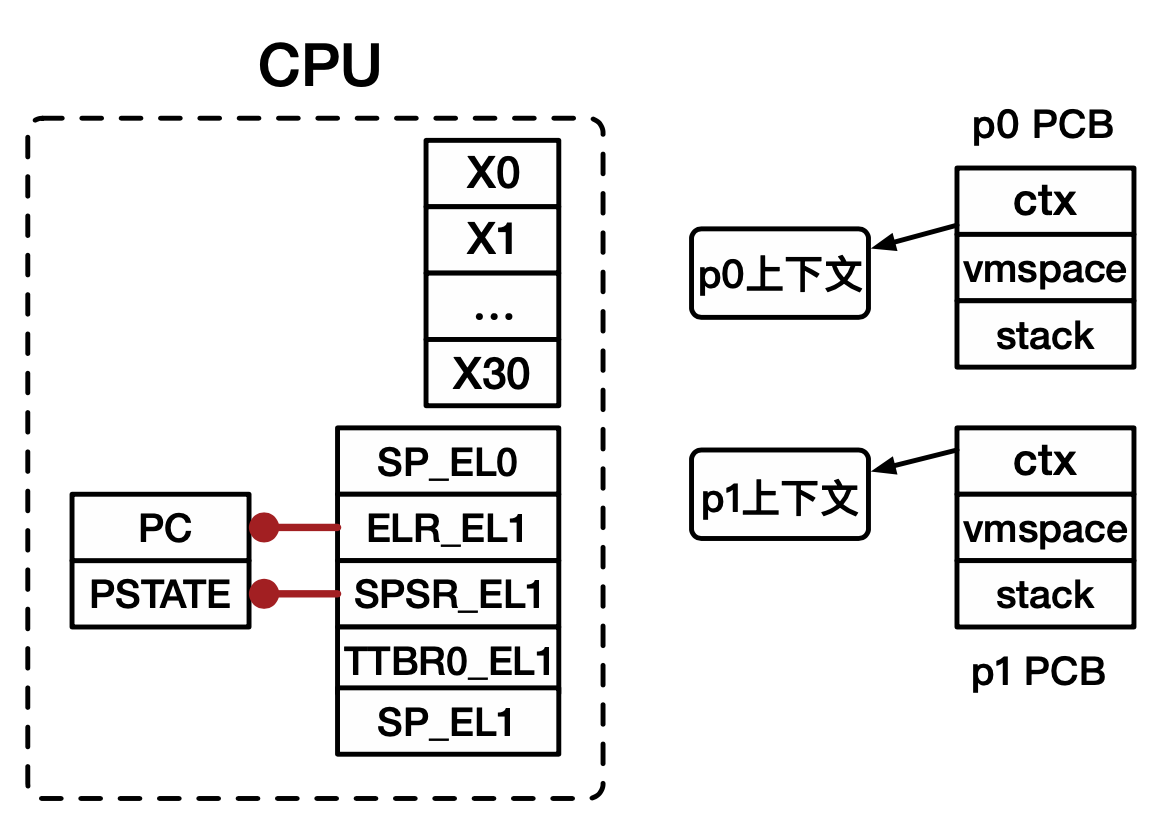 CPU
X0
X1
...
X30
SP_EL0
ELR_EL1
SPSR_EL1
TTBR0_EL1
SP_EL1
PC
PSTATE
p0 PCB
ctx
vmspace
stack
p0上下文
ctx
vmspace
stack
p1 PCB
p1上下文